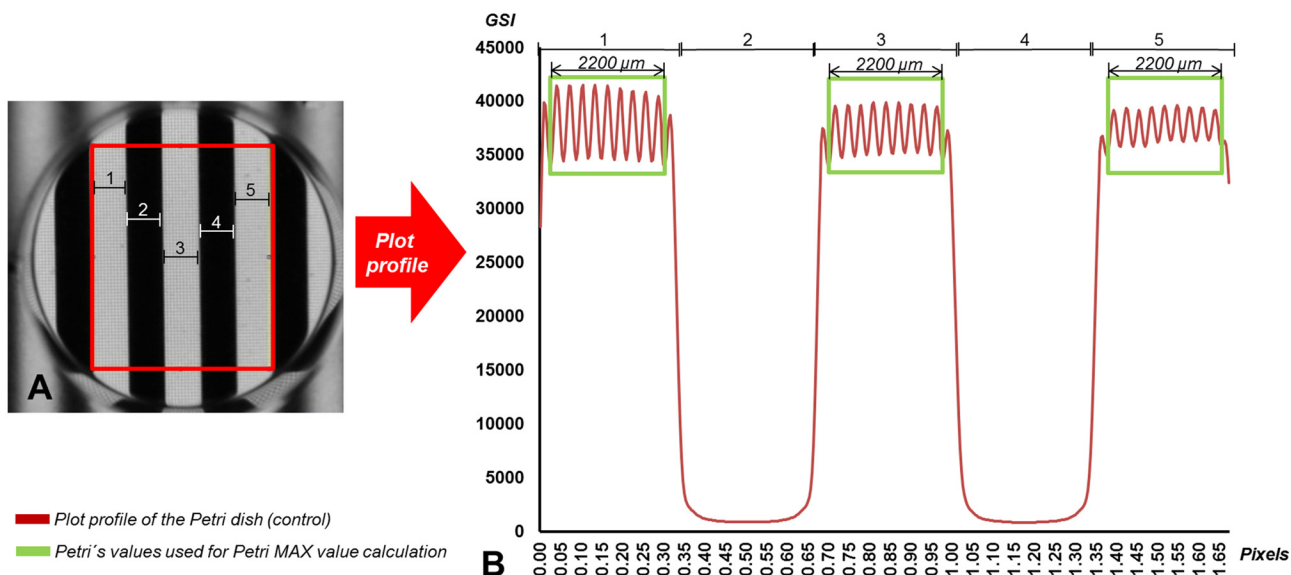 1
2
3
4
5
A
Plot
profile
Plot profile of the Petri dish (control)
Petri´s values used for Petri MAX value calculation
GSI
45000
40000
35000
30000
25000
20000
15000
10000
5000
0
1 2 3 4 5
2200 µm 2200 µm 2200 µm
0.00 0.05 0.10 0.15 0.20 0.25 0.30 0.35 0.40 0.45 0.50 0.55 0.60 0.65 0.70 0.75 0.80 0.85 0.90 0.95 1.00 1.05 1.10 1.15 1.20 1.25 1.30 1.35 1.40 1.45 1.50 1.55 1.60 1.65
Pixels
B